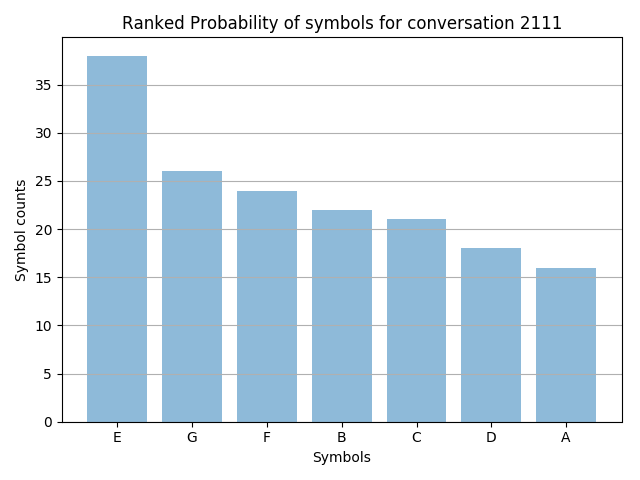 Ranked Probability of symbols for conversation 2111
Symbol counts
35
30
25
20
15
10
5
0
E G F B C D A
Symbols